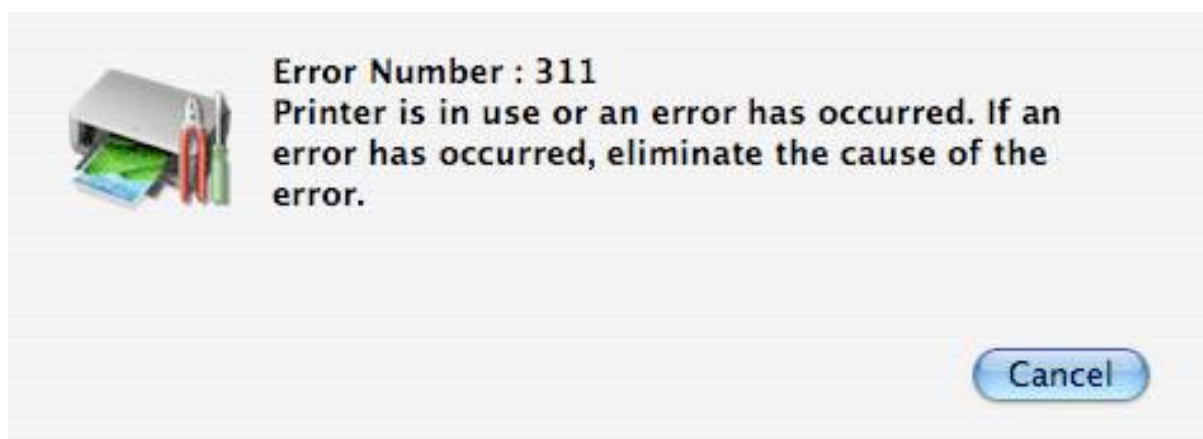 Error Number : 311
Printer is in use or an error has occurred. If an
error has occurred, eliminate the cause of the
error.
Cancel